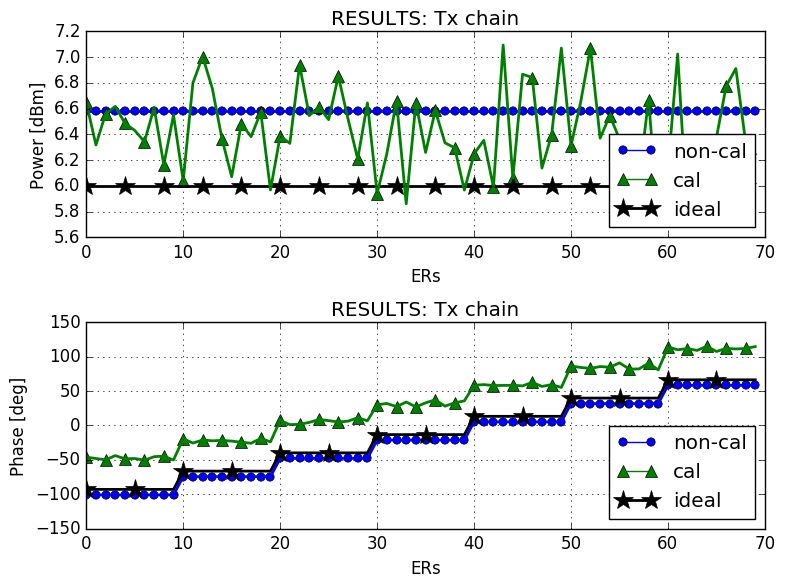 RESULTS: Tx chain
7.2
7.0
6.8
6.6
6.4
6.2
6.0
5.8
5.6
Power [dBm]
non-cal
cal
ideal
0 10 20 30 40 50 60 70
ERs
RESULTS: Tx chain
150
100
50
0
−50
−100
−150
Phase [deg]
non-cal
cal
ideal
0 10 20 30 40 50 60 70
ERs